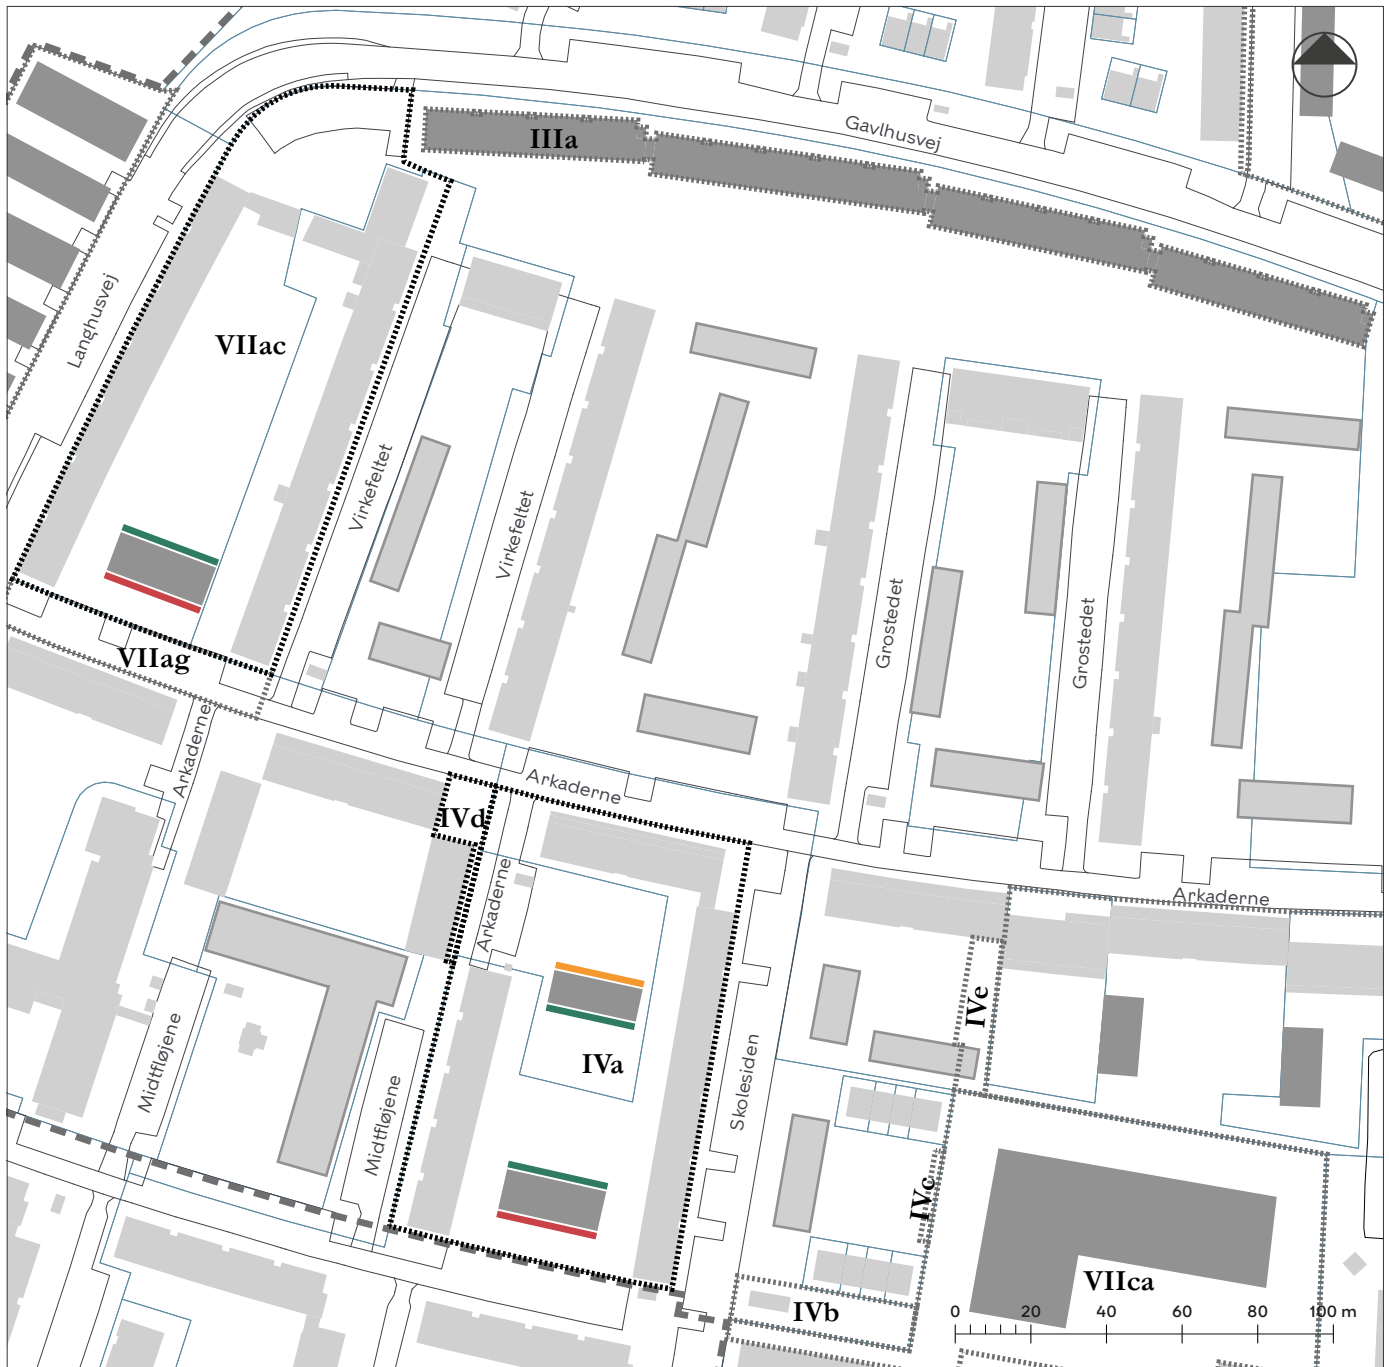 IIIa
Gavlhusvej
Langhusvej
VIIac
Virkefeltet
Virkefeltet
Grostedet
Grostedet
VIIag
Arkaderne
Arkaderne
IVd
Arkaderne
Arkaderne
IVe
Midtfløjene
Midtfløjene
IVa
Skolesiden
IVc
VIIca
IVb
0 20 40 60 80 100 m